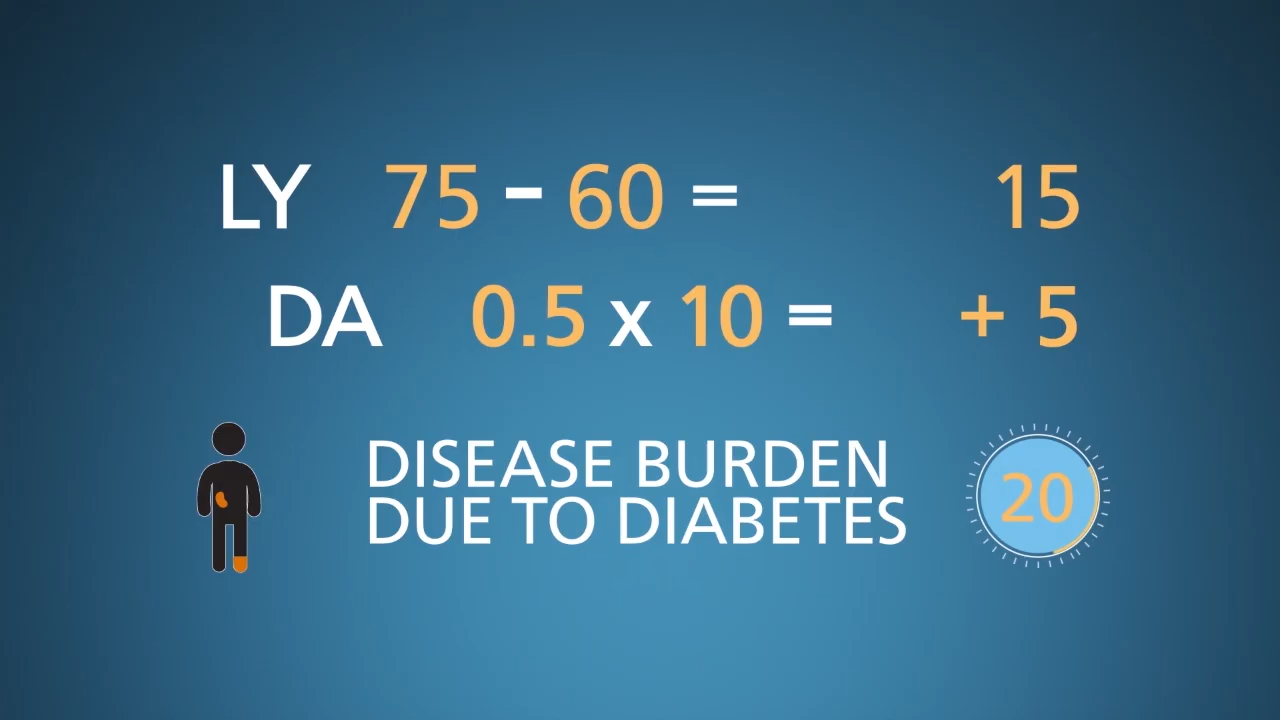 LY 75 - 60 = 15
DA 0.5 x 10 = + 5
DISEASE BURDEN
DUE TO DIABETES
20